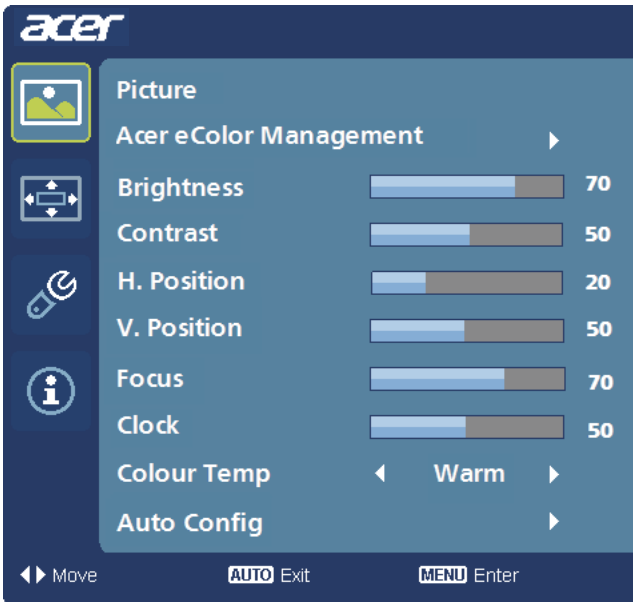 acer
Picture
Acer eColor Management
Brightness 70
Contrast 50
H. Position 20
V. Position 50
Focus 70
Clock 50
Colour Temp Warm
Auto Config
Move AUTO Exit MENU Enter